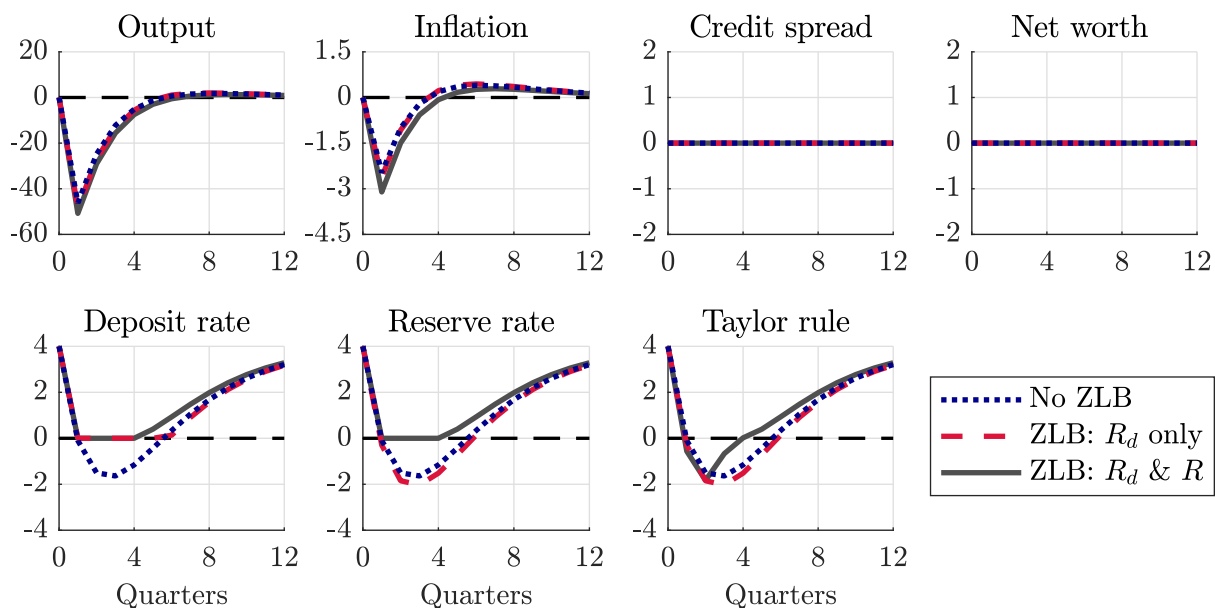 Output
Inflation
Credit spread
Net worth
20
0
-20
-40
-60
0 4 8 12
1.5
0
-1.5
-3
-4.5
0 4 8 12
2
1
0
-1
-2
0 4 8 12
2
1
0
-1
-2
0 4 8 12
Deposit rate
Reserve rate
Taylor rule
4
2
0
-2
-4
0 4 8 12
Quarters
4
2
0
-2
-4
0 4 8 12
Quarters
4
2
0
-2
-4
0 4 8 12
Quarters
No ZLB
ZLB: R_d only
ZLB: R_d & R